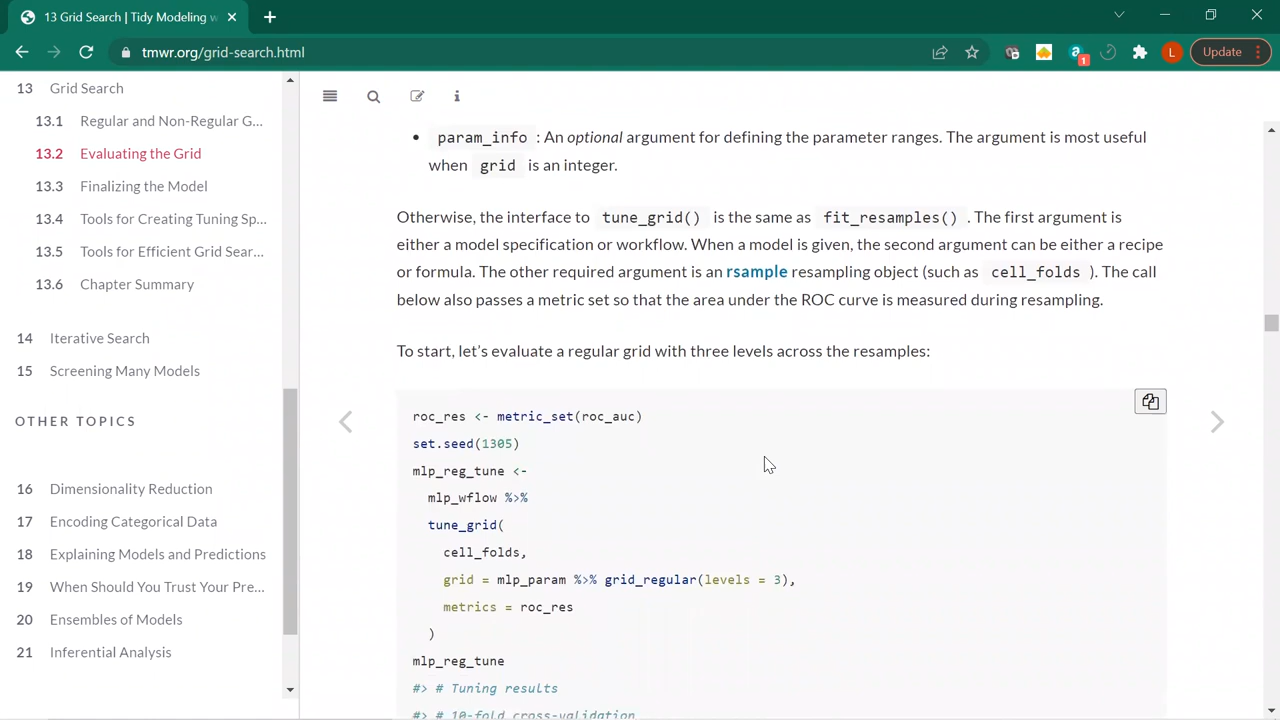 13 Grid Search | Tidy Modeling w
tmwr.org/grid-search.html
1
L
Update
13 Grid Search
13.1 Regular and Non-Regular G...
13.2 Evaluating the Grid
13.3 Finalizing the Model
13.4 Tools for Creating Tuning Sp...
13.5 Tools for Efficient Grid Sear...
13.6 Chapter Summary
14 Iterative Search
15 Screening Many Models
OTHER TOPICS
16 Dimensionality Reduction
17 Encoding Categorical Data
18 Explaining Models and Predictions
19 When Should You Trust Your Pre...
20 Ensembles of Models
21 Inferential Analysis
• param_info : An optional argument for defining the parameter ranges. The argument is most useful
when grid is an integer.
Otherwise, the interface to tune_grid() is the same as fit_resamples() . The first argument is
either a model specification or workflow. When a model is given, the second argument can be either a recipe
or formula. The other required argument is an rsample resampling object (such as cell_folds ). The call
below also passes a metric set so that the area under the ROC curve is measured during resampling.
To start, let's evaluate a regular grid with three levels across the resamples:
roc_res <- metric_set(roc_auc)
set.seed(1305)
mlp_reg_tune <-
mlp_wflow %>%
tune_grid(
cell_folds,
grid = mlp_param %>% grid_regular(levels = 3),
metrics = roc_res
)
mlp_reg_tune
#> # Tuning results
#> # 10-fold cross-validation